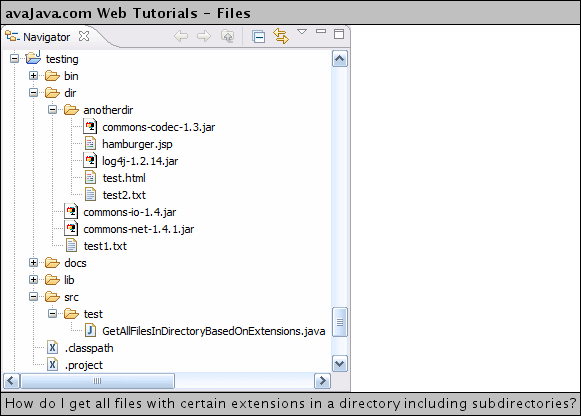 avaJava.com Web Tutorials - Files
Navigator
testing
bin
dir
anotherdir
commons-codec-1.3.jar
hamburger.jsp
log4j-1.2.14.jar
test.html
test2.txt
commons-io-1.4.jar
commons-net-1.4.1.jar
test1.txt
docs
lib
src
test
GetAllFilesInDirectoryBasedOnExtensions.java
.classpath
.project
How do I get all files with certain extensions in a directory including subdirectories?